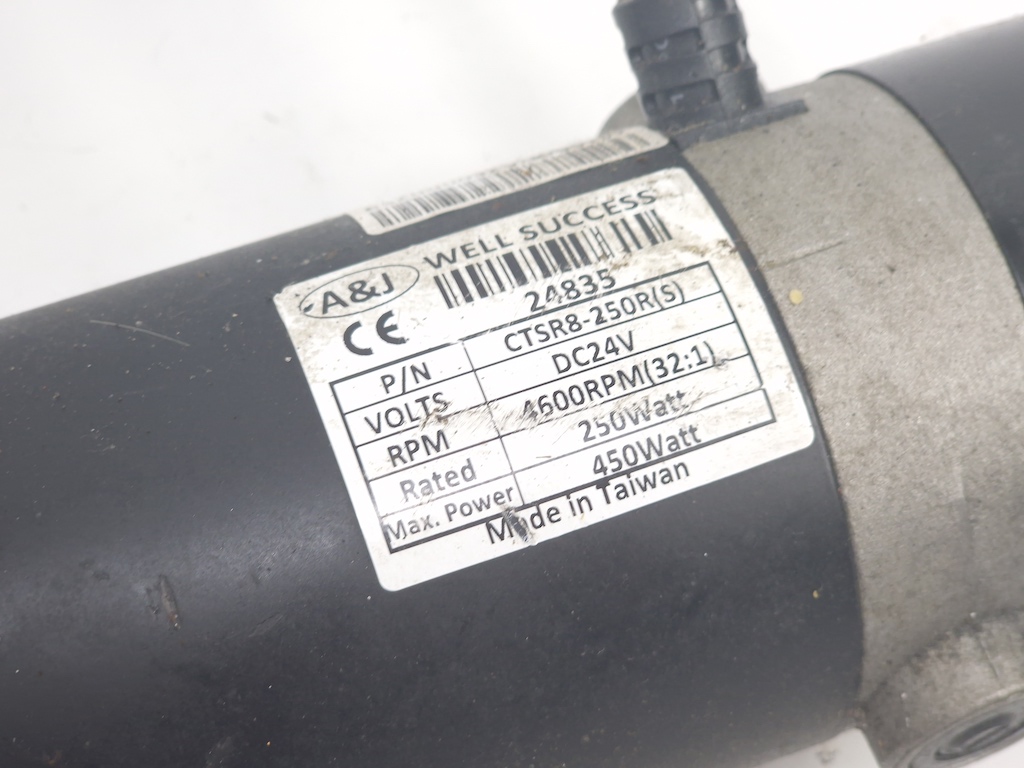 A&J WELL SUCCESS
CE 24835
P/N CTSR8-250R(S)
VOLTS DC24V
RPM 4600RPM(32:1)
Rated 250Watt
Max. Power 450Watt
Made in Taiwan